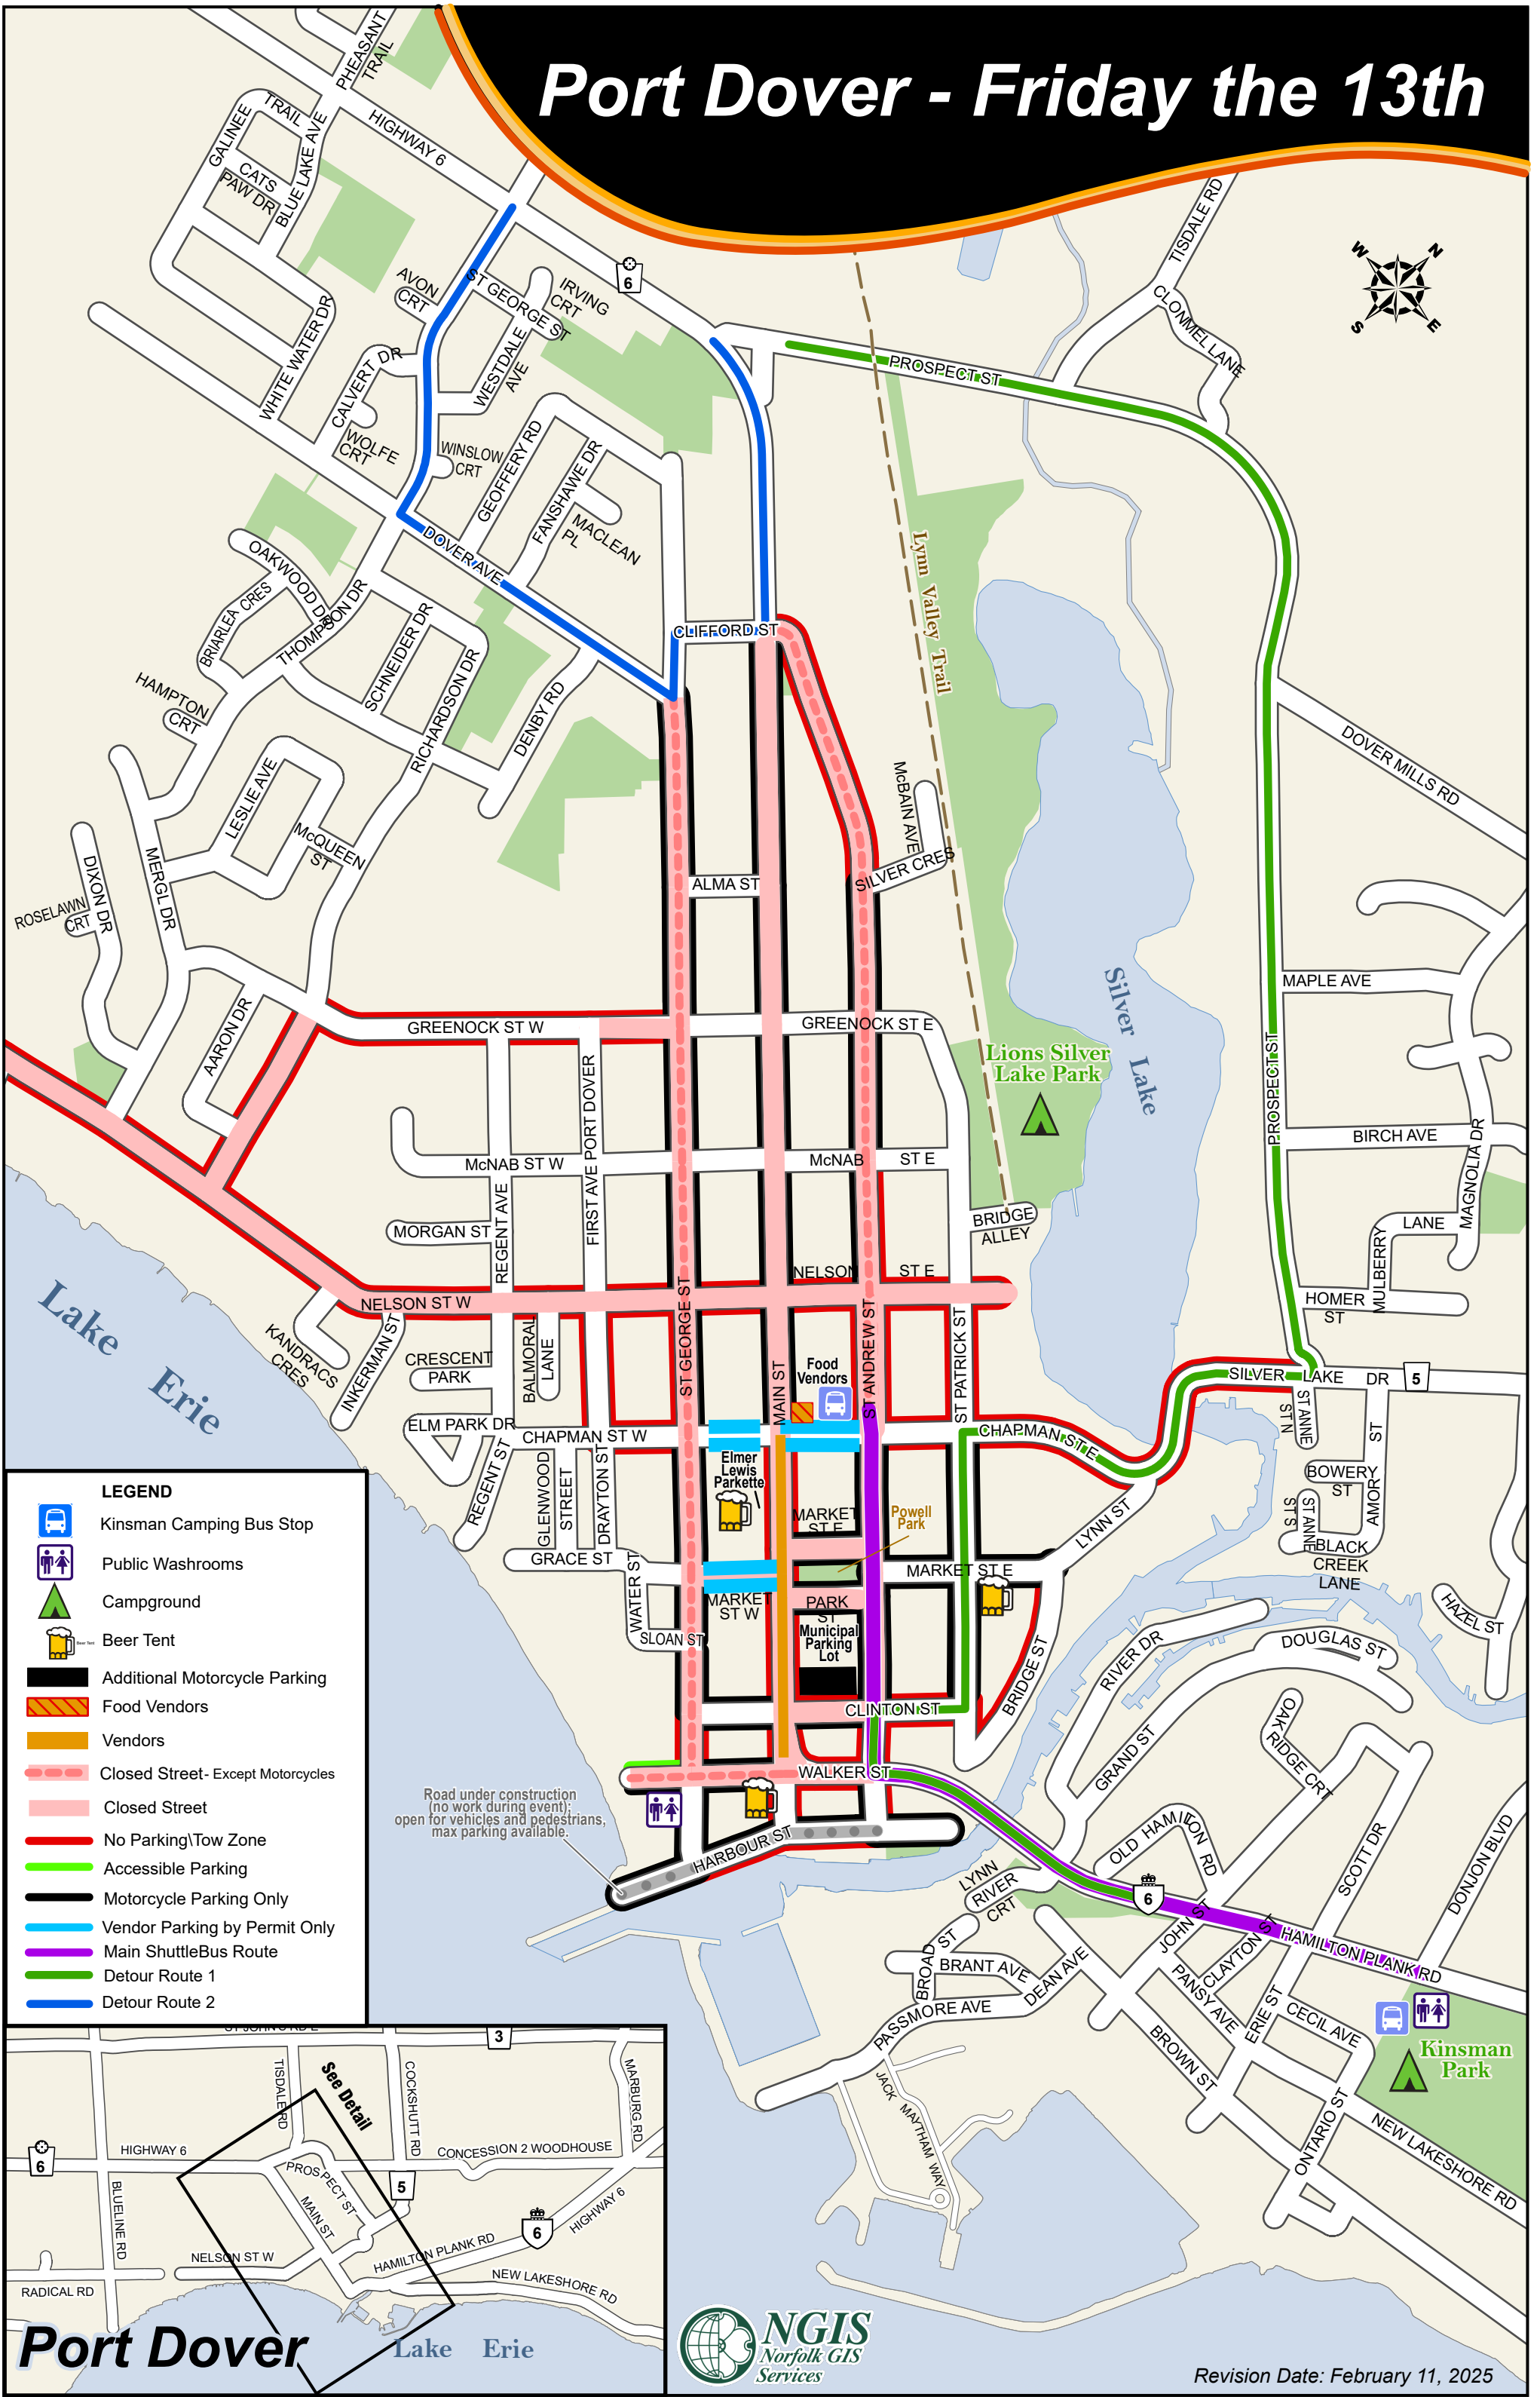 Port Dover - Friday the 13th
PHEASANT
TRAIL
HIGHWAY 6
TRAIL
GALINEE
CATS
PAW DR
BLUE LAKE AVE
WHITE WATER DR
AVON
CRT
ST GEORGE ST
IRVING
CRT
6
WESTDALE
AVE
CALVERT DR
WOLFE
CRT
WINSLOW
CRT
GEOFFERY RD
FANSHAWE DR
MACLEAN
PL
DOVER AVE
TISDALE RD
CLONMEL LANE
W
N
S
E
PROSPECT ST
Lynn Valley Trail
OAKWOOD DR
BRIARLEA CRES
THOMPSON DR
HAMPTON
CRT
SCHNEIDER DR
RICHARDSON DR
DENBY RD
CLIFFORD ST
LESLIE AVE
McQUEEN
ST
MERGL DR
DIXON DR
ROSELAWN
CRT
AARON DR
ALMA ST
McBAIN AVE
SILVER CRES
DOVER MILLS RD
Silver Lake
MAPLE AVE
GREENOCK ST W
GREENOCK ST E
Lions Silver
Lake Park
PROSPECT ST
BIRCH AVE
MAGNOLIA DR
FIRST AVE PORT DOVER
McNAB ST W
McNAB
ST E
REGENT AVE
MORGAN ST
BRIDGE
ALLEY
LANE
MULBERRY
HOMER
ST
NELSON
ST E
NELSON ST W
ST GEORGE ST
MAIN ST
ST ANDREW ST
ST PATRICK ST
Lake
Erie
KANDRACS
CRES
INKERMAN ST
CRESCENT
PARK
BALMORAL
LANE
ELM PARK DR
CHAPMAN ST W
Food
Vendors
CHAPMAN ST E
SILVER LAKE DR
5
ST ANNE
ST N
AMOR ST
BOWERY
ST
ST ANNE
ST S
BLACK
CREEK
LANE
REGENT ST
GLENWOOD
STREET
DRAYTON ST
GRACE ST
WATER ST
SLOAN ST
Elmer
Lewis
Parkette
MARKET
ST E
Powell
Park
MARKET ST E
MARKET
ST W
PARK
ST
Municipal
Parking
Lot
CLINTON ST
WALKER ST
LYNN ST
BRIDGE ST
RIVER DR
DOUGLAS ST
HAZEL ST
GRAND ST
OAK
RIDGE CRT
Road under construction
(no work during event);
open for vehicles and pedestrians,
max parking available.
HARBOUR ST
LYNN
RIVER
CRT
OLD HAMILTON RD
6
SCOTT DR
DONJON BLVD
JOHN ST
CLAYTON ST
HAMILTON PLANK RD
BROAD ST
BRANT AVE
DEAN AVE
PASSMORE AVE
PANSY AVE
ERIE ST
CECIL AVE
BROWN ST
ONTARIO ST
Kinsman
Park
NEW LAKESHORE RD
JACK MAYTHAM WAY
LEGEND
Kinsman Camping Bus Stop
Public Washrooms
Campground
Beer Tent
Beer Tent
Additional Motorcycle Parking
Food Vendors
Vendors
Closed Street- Except Motorcycles
Closed Street
No Parking\Tow Zone
Accessible Parking
Motorcycle Parking Only
Vendor Parking by Permit Only
Main ShuttleBus Route
Detour Route 1
Detour Route 2
3
TISDALE RD
See Detail
COCKSHUTT RD
MARBURG RD
HIGHWAY 6
6
CONCESSION 2 WOODHOUSE
PROSPECT ST
5
BLUELINE RD
MAIN ST
HIGHWAY 6
6
NELSON ST W
HAMILTON PLANK RD
RADICAL RD
NEW LAKESHORE RD
Port Dover
Lake Erie
NGIS
Norfolk GIS
Services
Revision Date: February 11, 2025